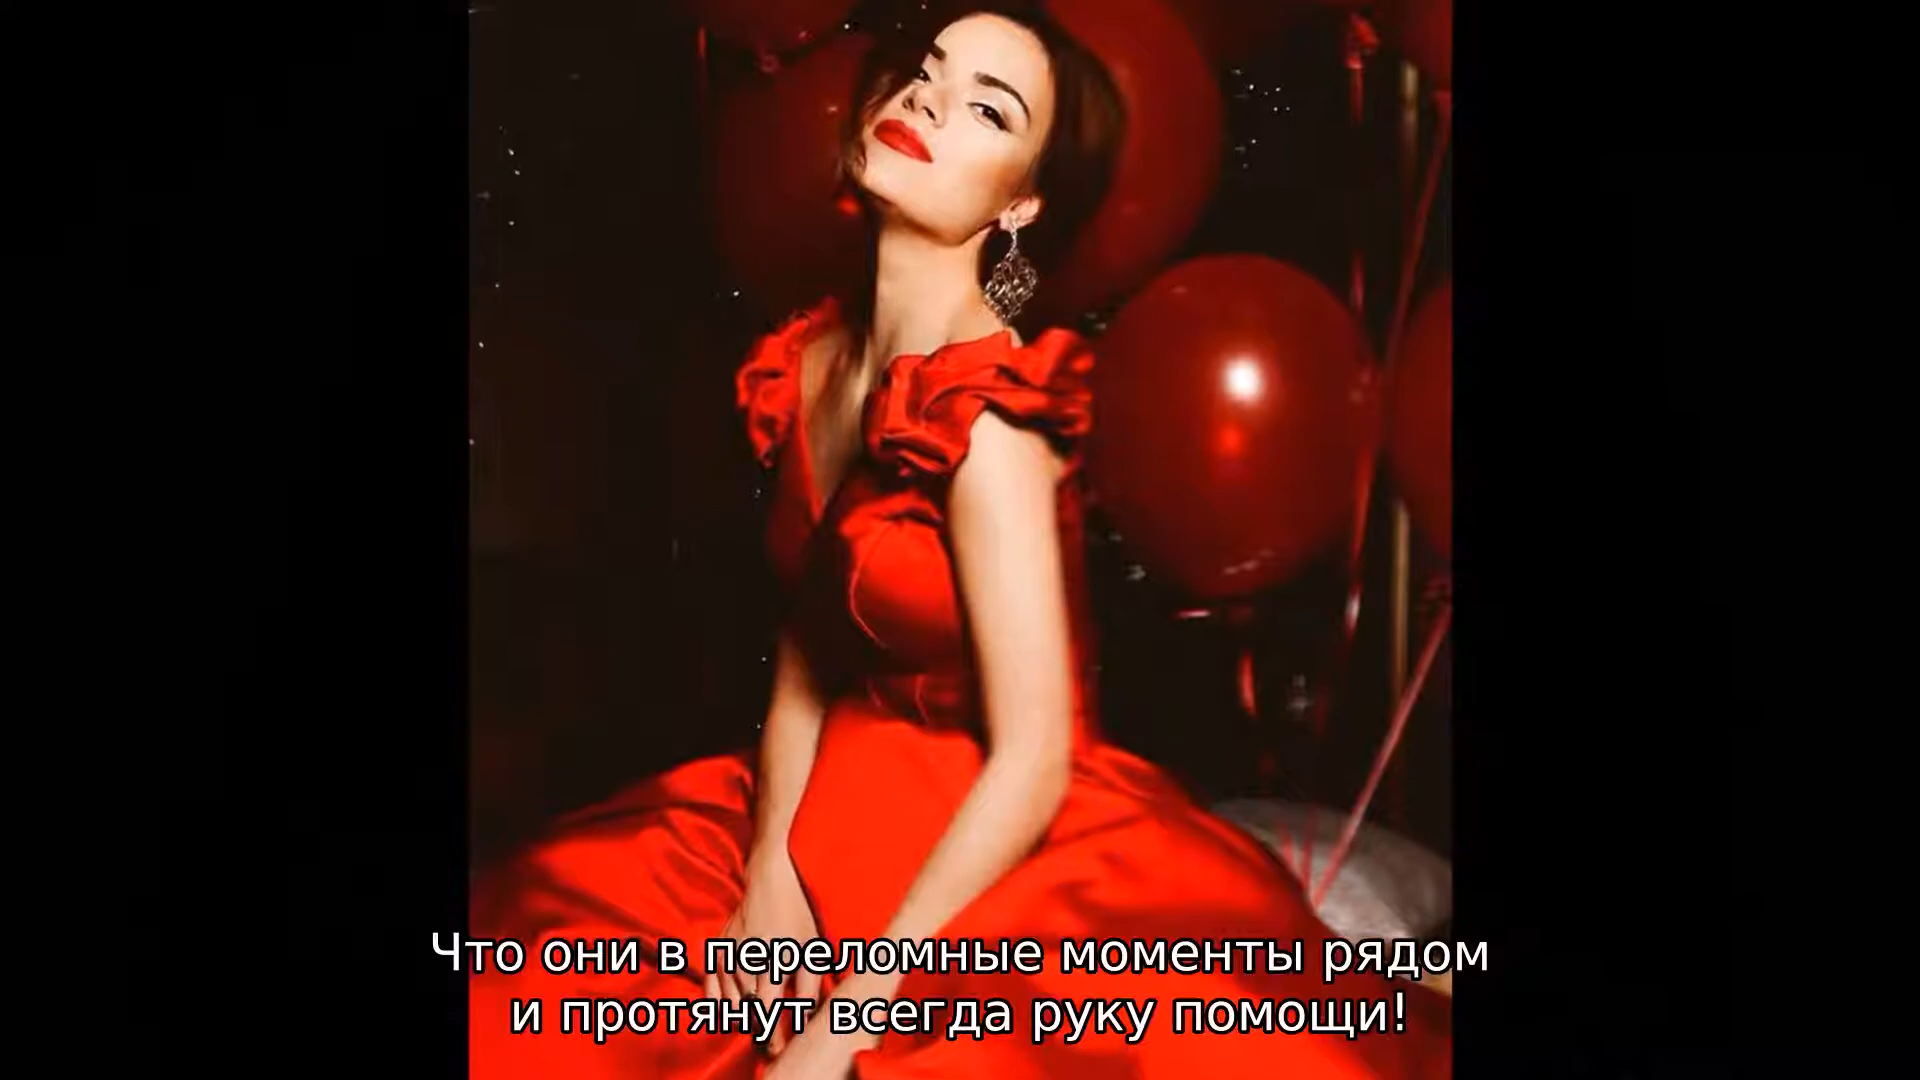 Что они в переломные моменты рядом
и протянут всегда руку помощи!